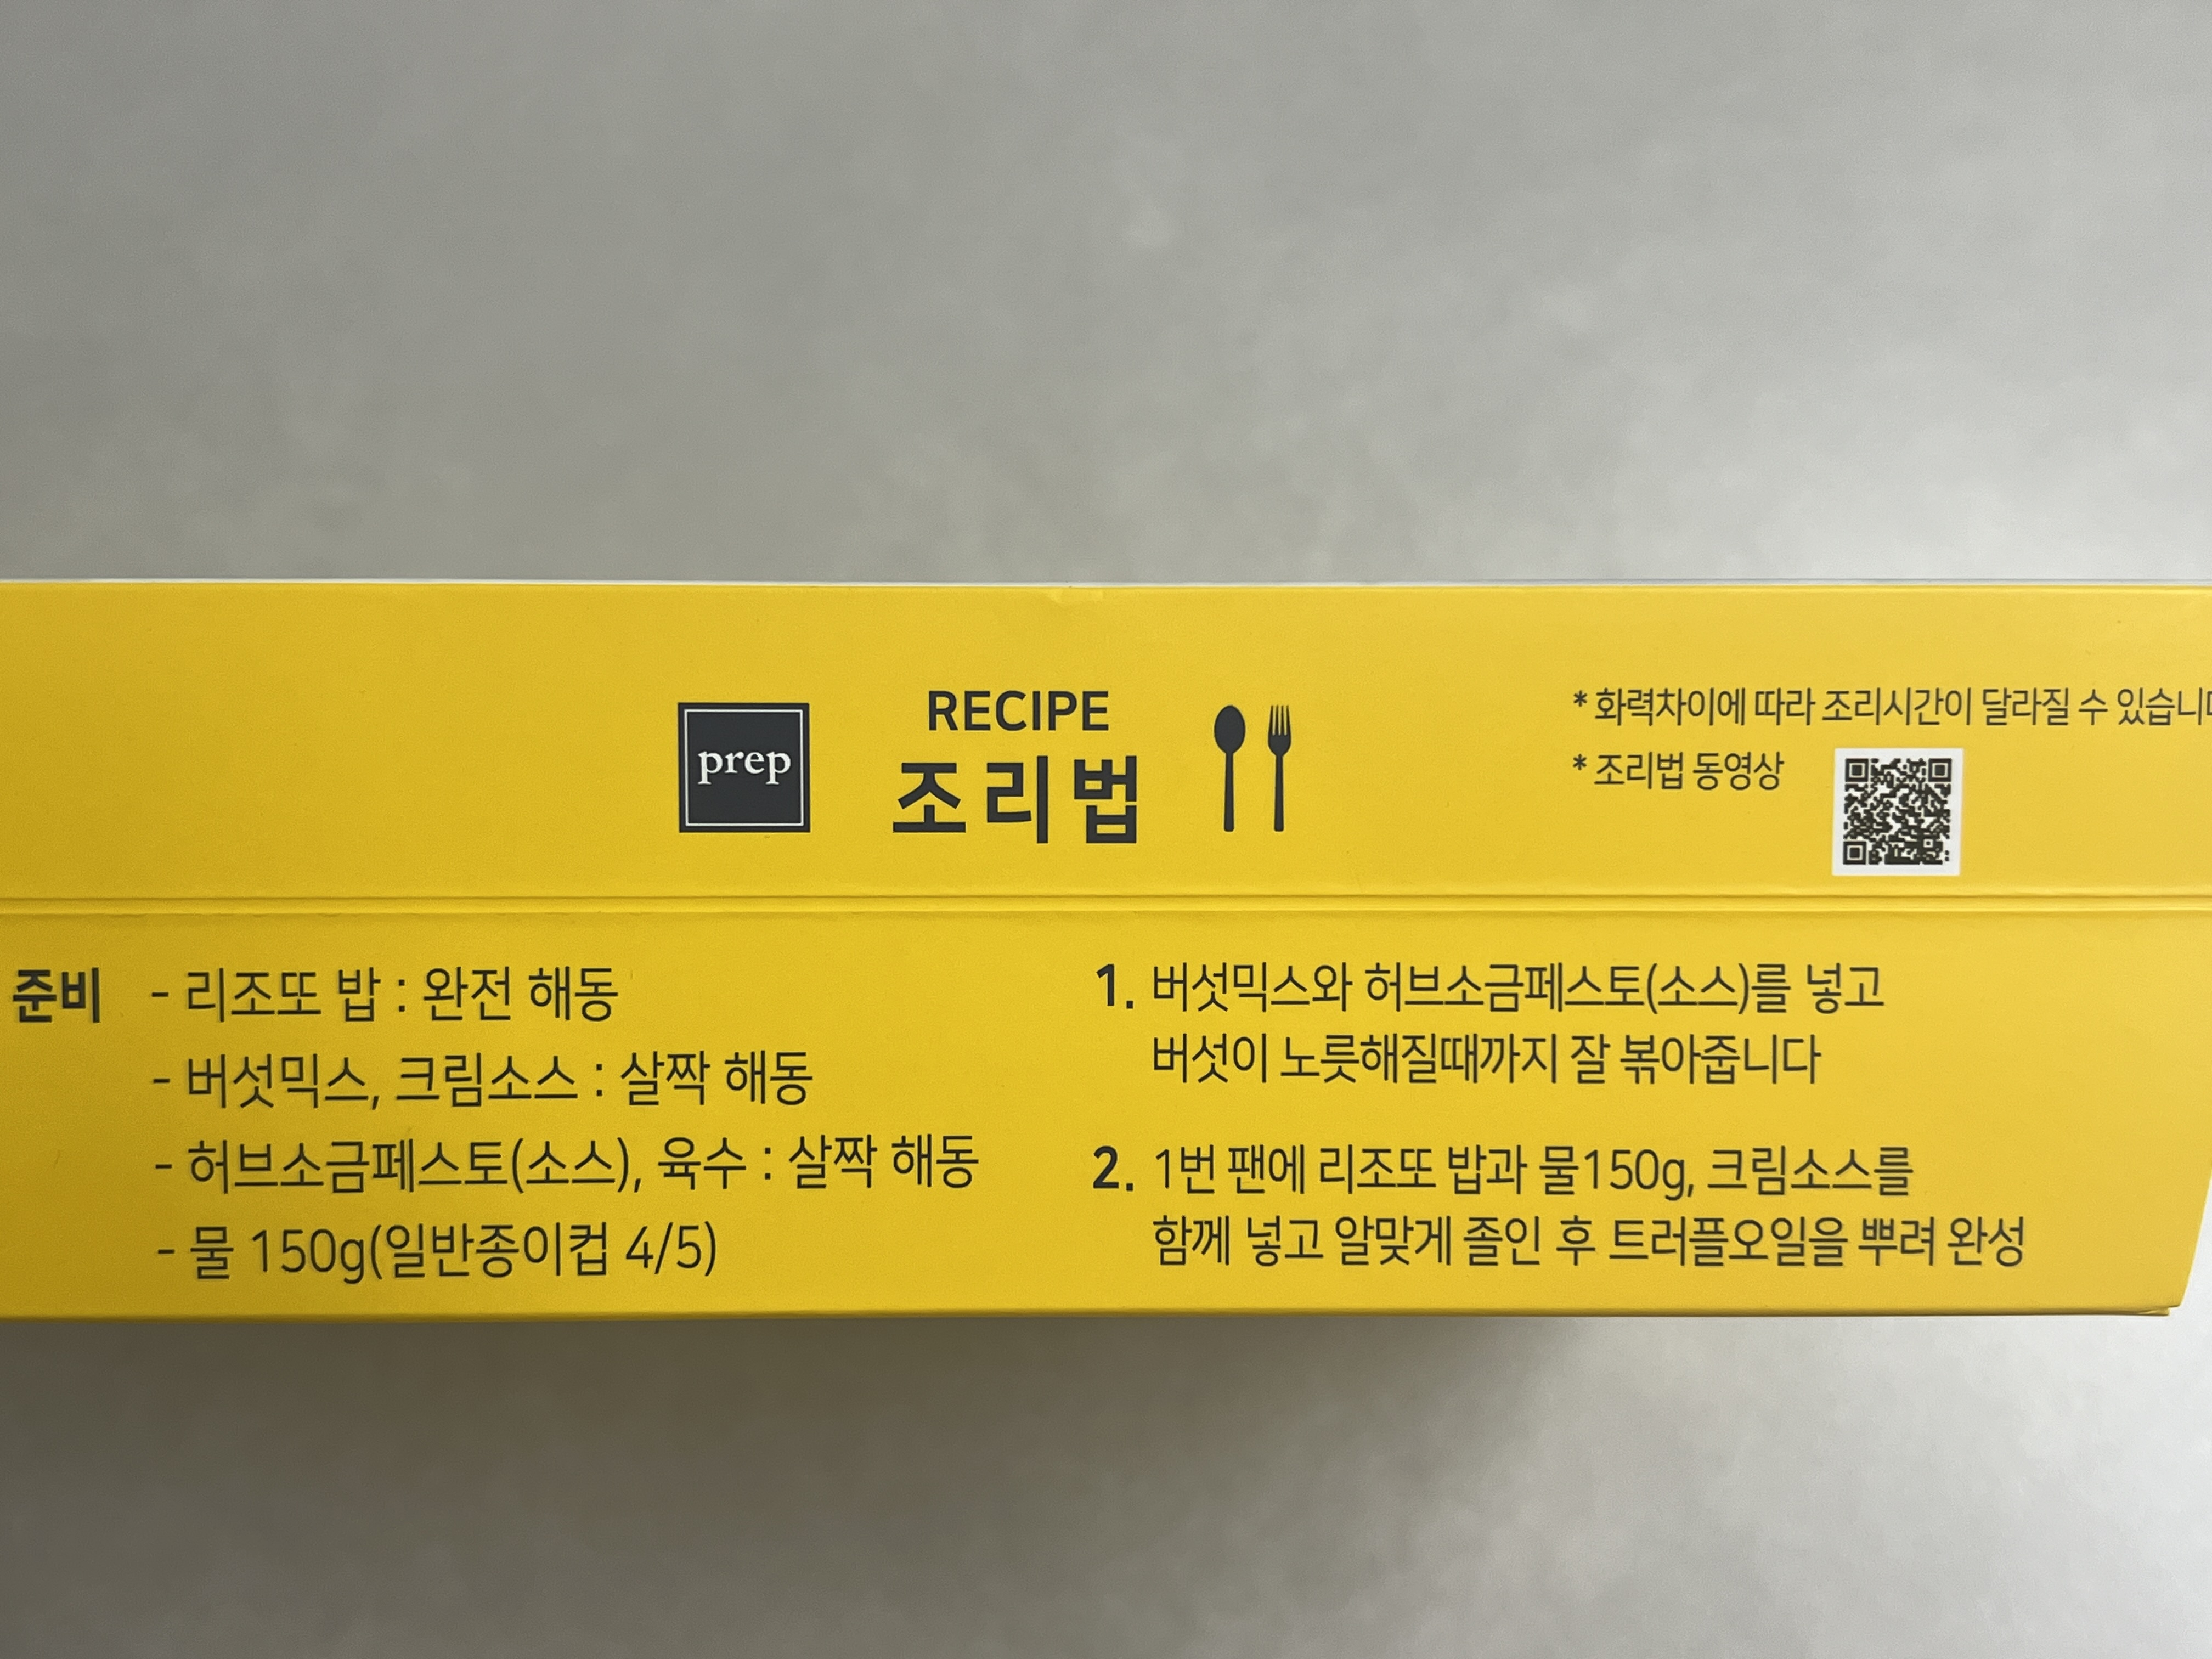 prep
RECIPE
조리법
* 화력차이에 따라 조리시간이 달라질 수
* 조리법 동영상
준비
- 리조또 밥 : 완전 해동
- 버섯믹스, 크림소스 : 살짝 해동
- 허브소금페스토(소스), 육수 : 살짝 해동
- 물 150g(일반종이컵 4/5)
1. 버섯믹스와 허브소금페스토(소스)를 넣고
버섯이 노릇해질때까지 잘 볶아줍니다
2. 1번 팬에 리조또 밥과 물150g, 크림소스를
함께 넣고 알맞게 졸인 후 트러플오일을 뿌려 완성